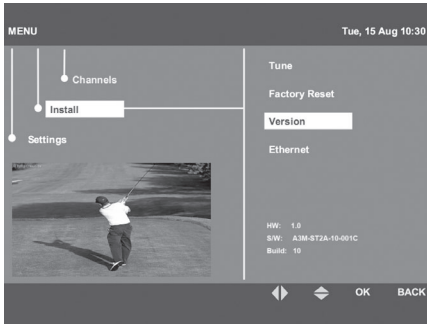 MENU
Tue, 15 Aug 10:30
Channels
Install
Settings
Tune
Factory Reset
Version
Ethernet
HW: 1.0
S/W: A3M-ST2A-10-001C
Build: 10
OK
BACK